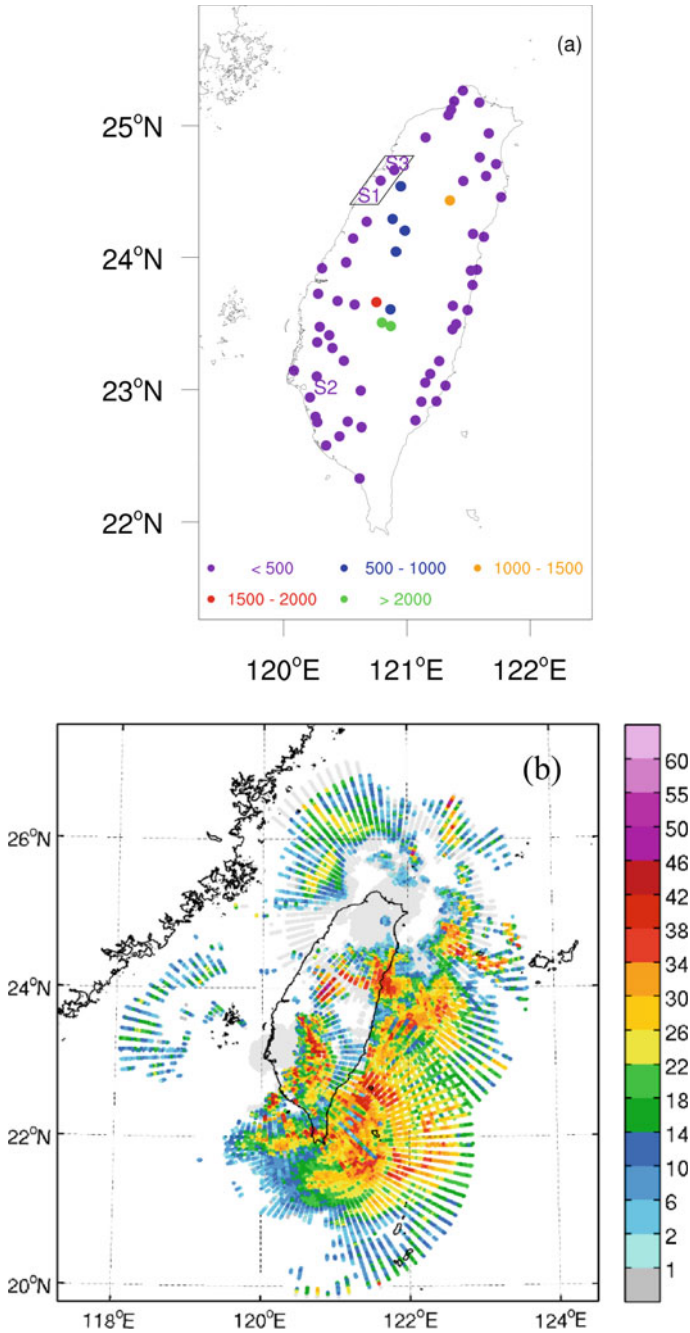 (a)
25°N
S3
S1
24°N
S2
23°N
22°N
< 500
500 - 1000
1000 - 1500
1500 - 2000
> 2000
120°E
121°E
122°E
(b)
60
55
50
46
42
38
34
30
26
22
18
14
10
6
2
1
26°N
24°N
22°N
20°N
118°E
120°E
122°E
124°E